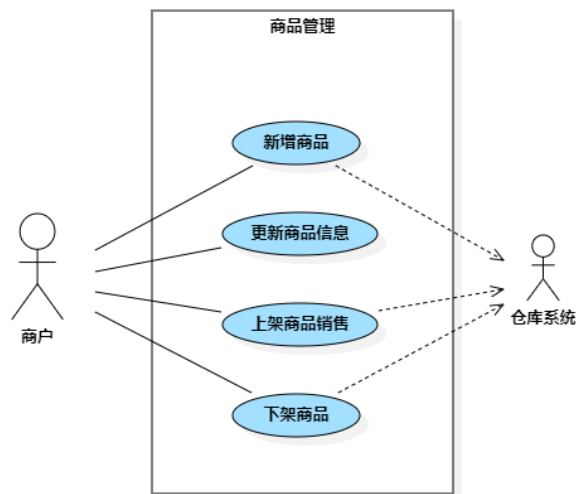 商品管理
新增商品
更新商品信息
上架商品销售
下架商品
商户
仓库系统